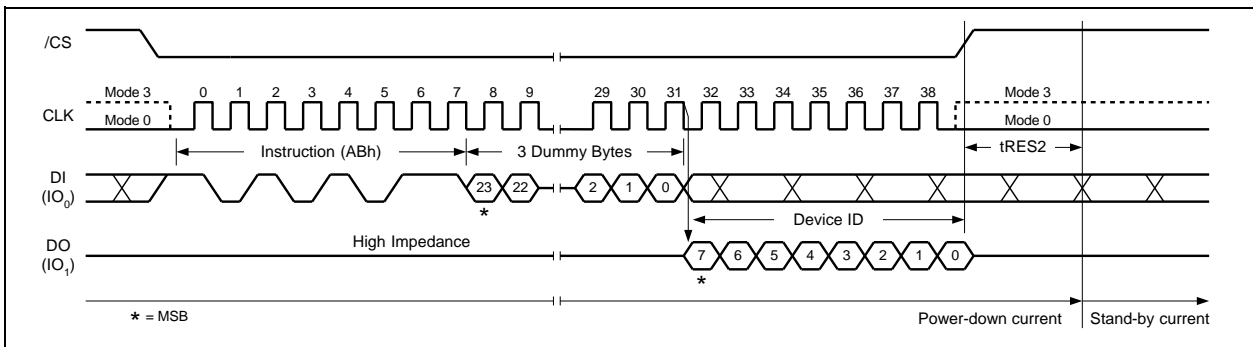 /CS
Mode 3 0 1 2 3 4 5 6 7 8 9 29 30 31 32 33 34 35 36 37 38 Mode 3
CLK
Mode 0 Mode 0
Instruction (ABh) 3 Dummy Bytes tRES2
DI
(IO0)
23 22 2 1 0
*
Device ID
High Impedance
DO
(IO1)
7 6 5 4 3 2 1 0
*
* = MSB
Power-down current Stand-by current